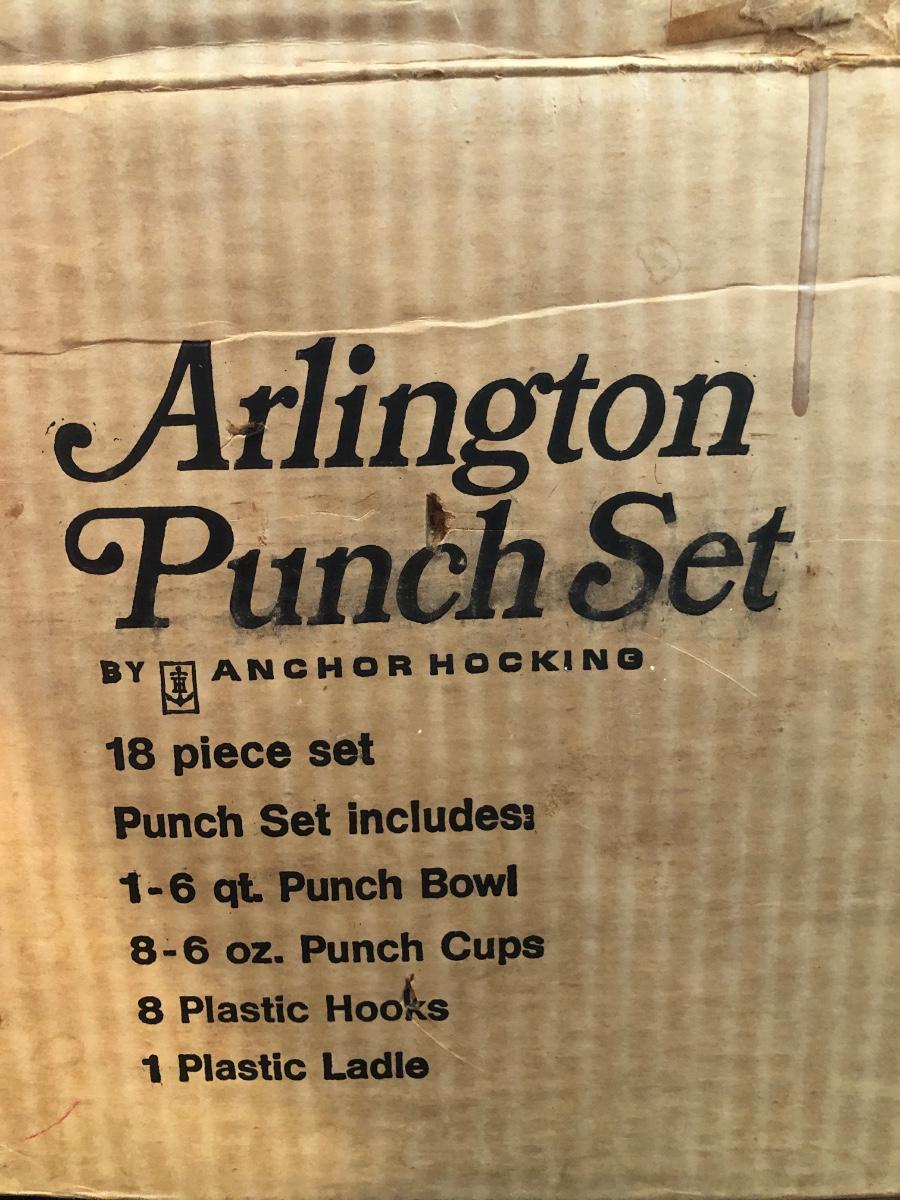 Arlington
Punch Set
BY ANCHOR HOCKING
18 piece set
Punch Set includes:
1-6 qt. Punch Bowl
8-6 oz. Punch Cups
8 Plastic Hooks
1 Plastic Ladle